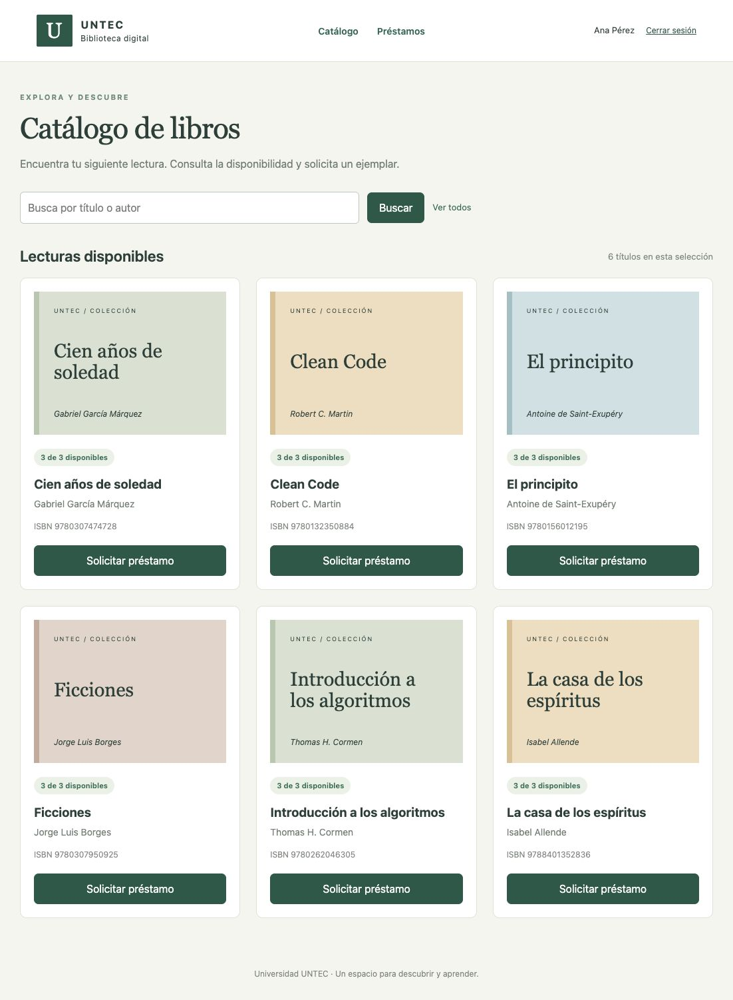 U
UNTEC
Biblioteca digital
Catálogo
Préstamos
Ana Pérez
Cerrar sesión
EXPLORA Y DESCUBRE
Catálogo de libros
Encuentra tu siguiente lectura. Consulta la disponibilidad y solicita un ejemplar.
Busca por título o autor
Buscar
Ver todos
Lecturas disponibles
6 títulos en esta selección
UNTEC / COLECCIÓN
Cien años de
soledad
Gabriel García Márquez
3 de 3 disponibles
Cien años de soledad
Gabriel García Márquez
ISBN 9780307474728
Solicitar préstamo
UNTEC / COLECCIÓN
Clean Code
Robert C. Martin
3 de 3 disponibles
Clean Code
Robert C. Martin
ISBN 9780132350884
Solicitar préstamo
UNTEC / COLECCIÓN
El principito
Antoine de Saint-Exupéry
3 de 3 disponibles
El principito
Antoine de Saint-Exupéry
ISBN 9780156012195
Solicitar préstamo
UNTEC / COLECCIÓN
Ficciones
Jorge Luis Borges
3 de 3 disponibles
Ficciones
Jorge Luis Borges
ISBN 9780307950925
Solicitar préstamo
UNTEC / COLECCIÓN
Introducción a
los algoritmos
Thomas H. Cormen
3 de 3 disponibles
Introducción a los algoritmos
Thomas H. Cormen
ISBN 9780262046305
Solicitar préstamo
UNTEC / COLECCIÓN
La casa de los
espíritus
Isabel Allende
3 de 3 disponibles
La casa de los espíritus
Isabel Allende
ISBN 9788401352836
Solicitar préstamo
Universidad UNTEC · Un espacio para descubrir y aprender.